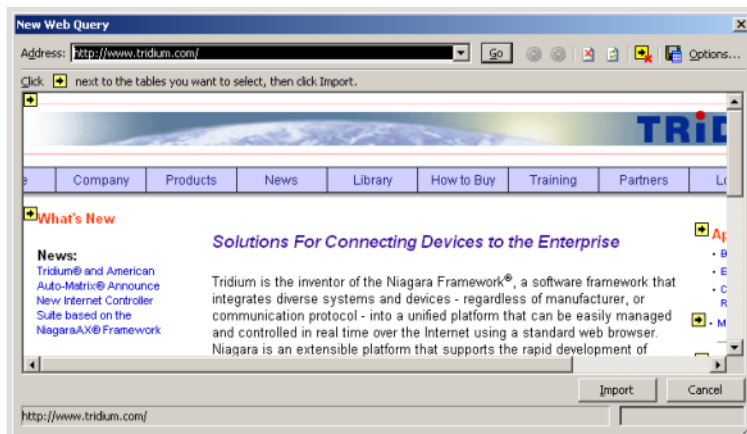 New Web Query
Address: http://www.tridium.com/ Go Options...
Click next to the tables you want to select, then click Import.
TRiD
e Company Products News Library How to Buy Training Partners Lo
What's New
News:
Tridium® and American
Auto-Matrix® Announce
New Internet Controller
Suite based on the
NiagaraAX® Framework
Solutions For Connecting Devices to the Enterprise
Tridium is the inventor of the Niagara Framework®, a software framework that
integrates diverse systems and devices - regardless of manufacturer, or
communication protocol - into a unified platform that can be easily managed
and controlled in real time over the Internet using a standard web browser.
Niagara is an extensible platform that supports the rapid development of
Ap
· B
· E
· C
R
· M
Import Cancel
http://www.tridium.com/